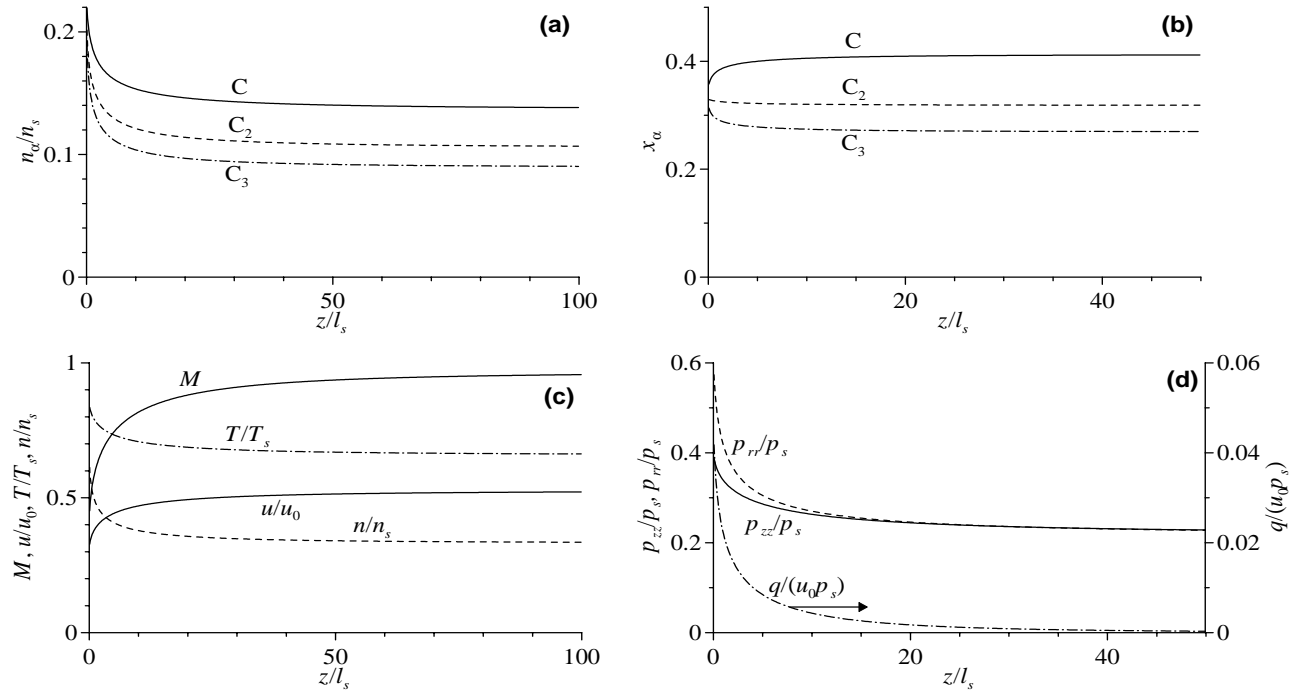 (a)
0.2
0.1
0
n_α/n_s
C
C_2
C_3
0
50
100
z/l_s
(b)
0.4
0.2
0
x_α
C
C_2
C_3
0
20
40
z/l_s
(c)
1
0.5
0
M, u/u_0, T/T_s, n/n_s
M
T/T_s
u/u_0
n/n_s
0
50
100
z/l_s
(d)
0.6
0.4
0.2
0
p_zz/p_s, p_rr/p_s
p_rr/p_s
p_zz/p_s
q/(u_0p_s)
0.06
0.04
0.02
0
q/(u_0p_s)
0
20
40
z/l_s